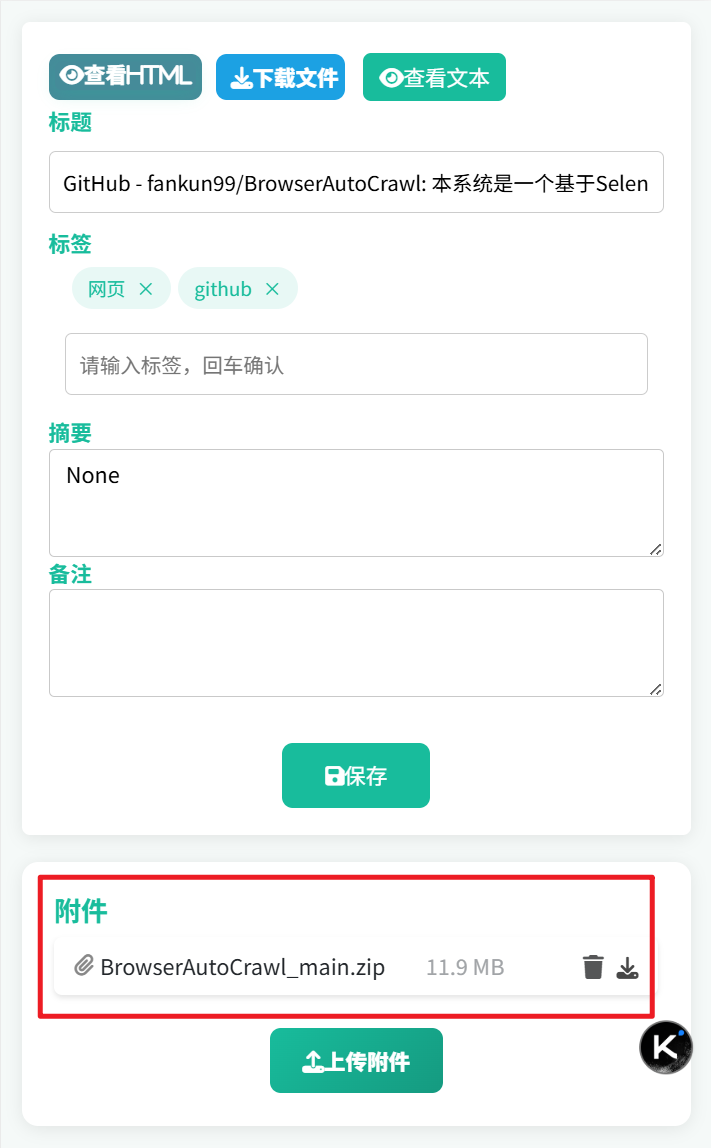 查看HTML 下载文件 查看文本
标题
GitHub - fankun99/BrowserAutoCrawl: 本系统是一个基于Selen
标签
网页 × github ×
请输入标签，回车确认
摘要
None
备注
保存
附件
BrowserAutoCrawl_main.zip 11.9 MB
K
上传附件